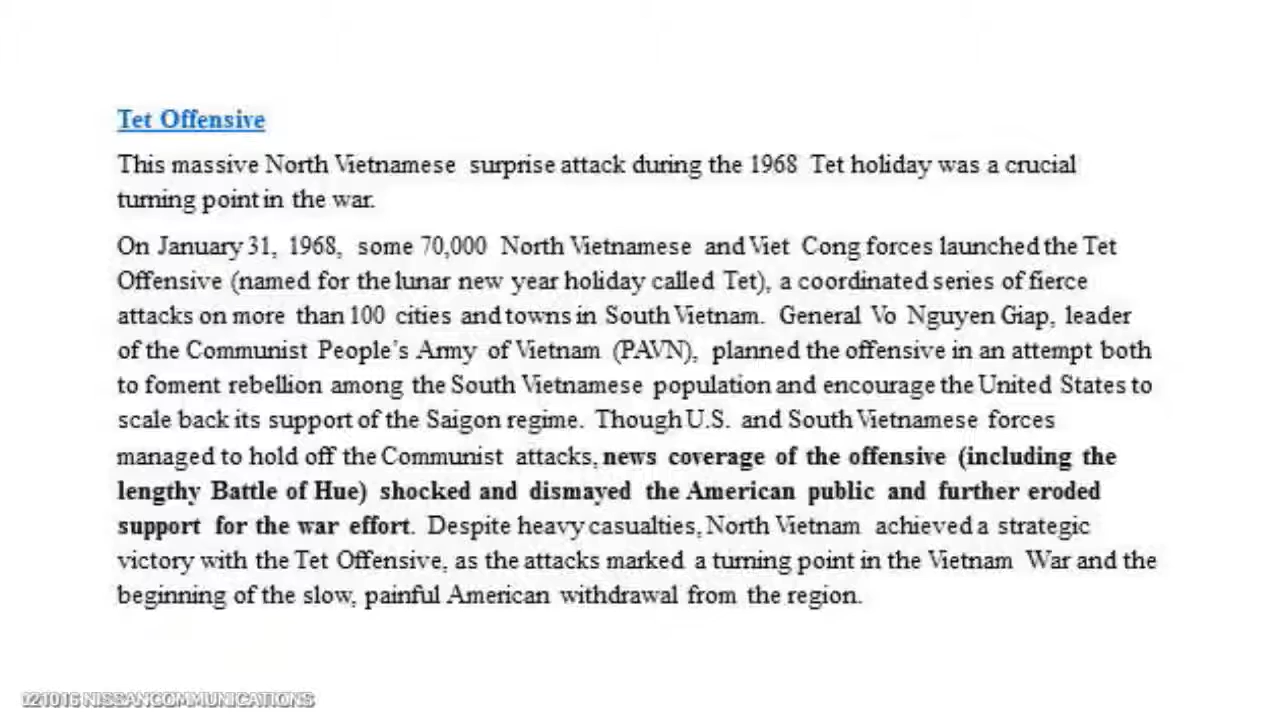 Tet Offensive
This massive North Vietnamese surprise attack during the 1968 Tet holiday was a crucial
turning point in the war.
On January 31, 1968, some 70,000 North Vietnamese and Viet Cong forces launched the Tet
Offensive (named for the lunar new year holiday called Tet), a coordinated series of fierce
attacks on more than 100 cities and towns in South Vietnam. General Vo Nguyen Giap, leader
of the Communist People's Army of Vietnam (PAVN), planned the offensive in an attempt both
to foment rebellion among the South Vietnamese population and encourage the United States to
scale back its support of the Saigon regime. Though U.S. and South Vietnamese forces
managed to hold off the Communist attacks, news coverage of the offensive (including the
lengthy Battle of Hue) shocked and dismayed the American public and further eroded
support for the war effort. Despite heavy casualties, North Vietnam achieved a strategic
victory with the Tet Offensive, as the attacks marked a turning point in the Vietnam War and the
beginning of the slow, painful American withdrawal from the region.
121016 NISSANCOMMUNICATIONS